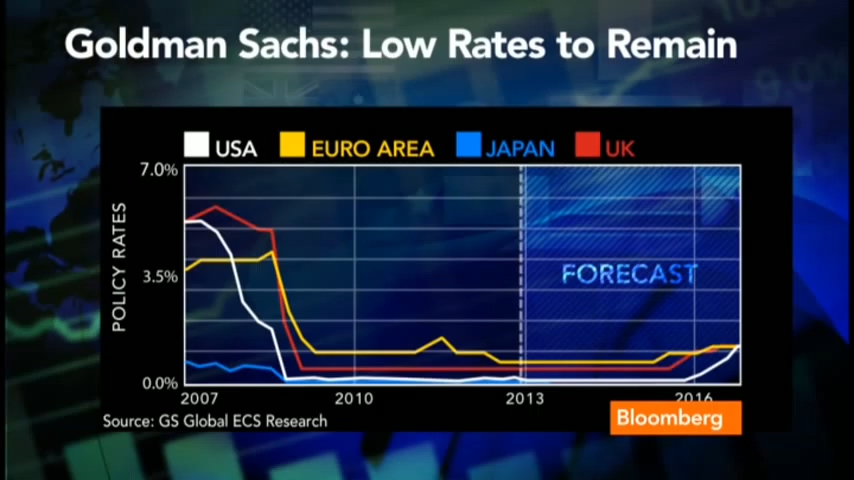 Goldman Sachs: Low Rates to Remain
USA EURO AREA JAPAN UK
7.0%
POLICY RATES
3.5%
FORECAST
0.0%
2007 2010 2013 2016
Source: GS Global ECS Research
Bloomberg